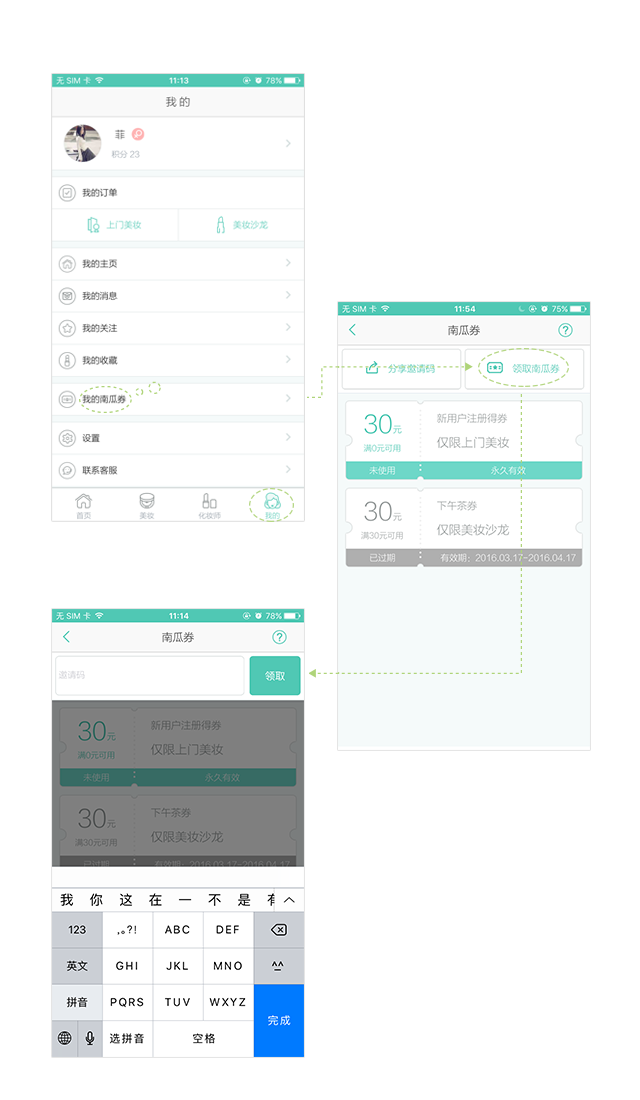 无 SIM 卡 11:13 78%
我 的
菲
积分 23
我的订单
上门美妆 美妆沙龙
我的主页
我的消息
我的关注
我的收藏
我的南瓜券
设置
联系客服
首页 美妆 化妆师 我的
无 SIM 卡 11:54 75%
南瓜券 ?
分享邀请码 领取南瓜券
30元 新用户注册得券
满0元可用 仅限上门美妆
未使用 永久有效
30元 下午茶券
满30元可用 仅限美妆沙龙
已过期 有效期：2016.03.17-2016.04.17
无 SIM 卡 11:14 78%
南瓜券 ?
邀请码 领取
30元 新用户注册得券
满0元可用 仅限上门美妆
未使用 永久有效
30元 下午茶券
满30元可用 仅限美妆沙龙
已过期 有效期：2016.03.17-2016.04.17
我 你 这 在 一 不 是 有
123 ,。?! ABC DEF
英文 GHI JKL MNO ^^
拼音 PQRS TUV WXYZ 完成
选拼音 空格